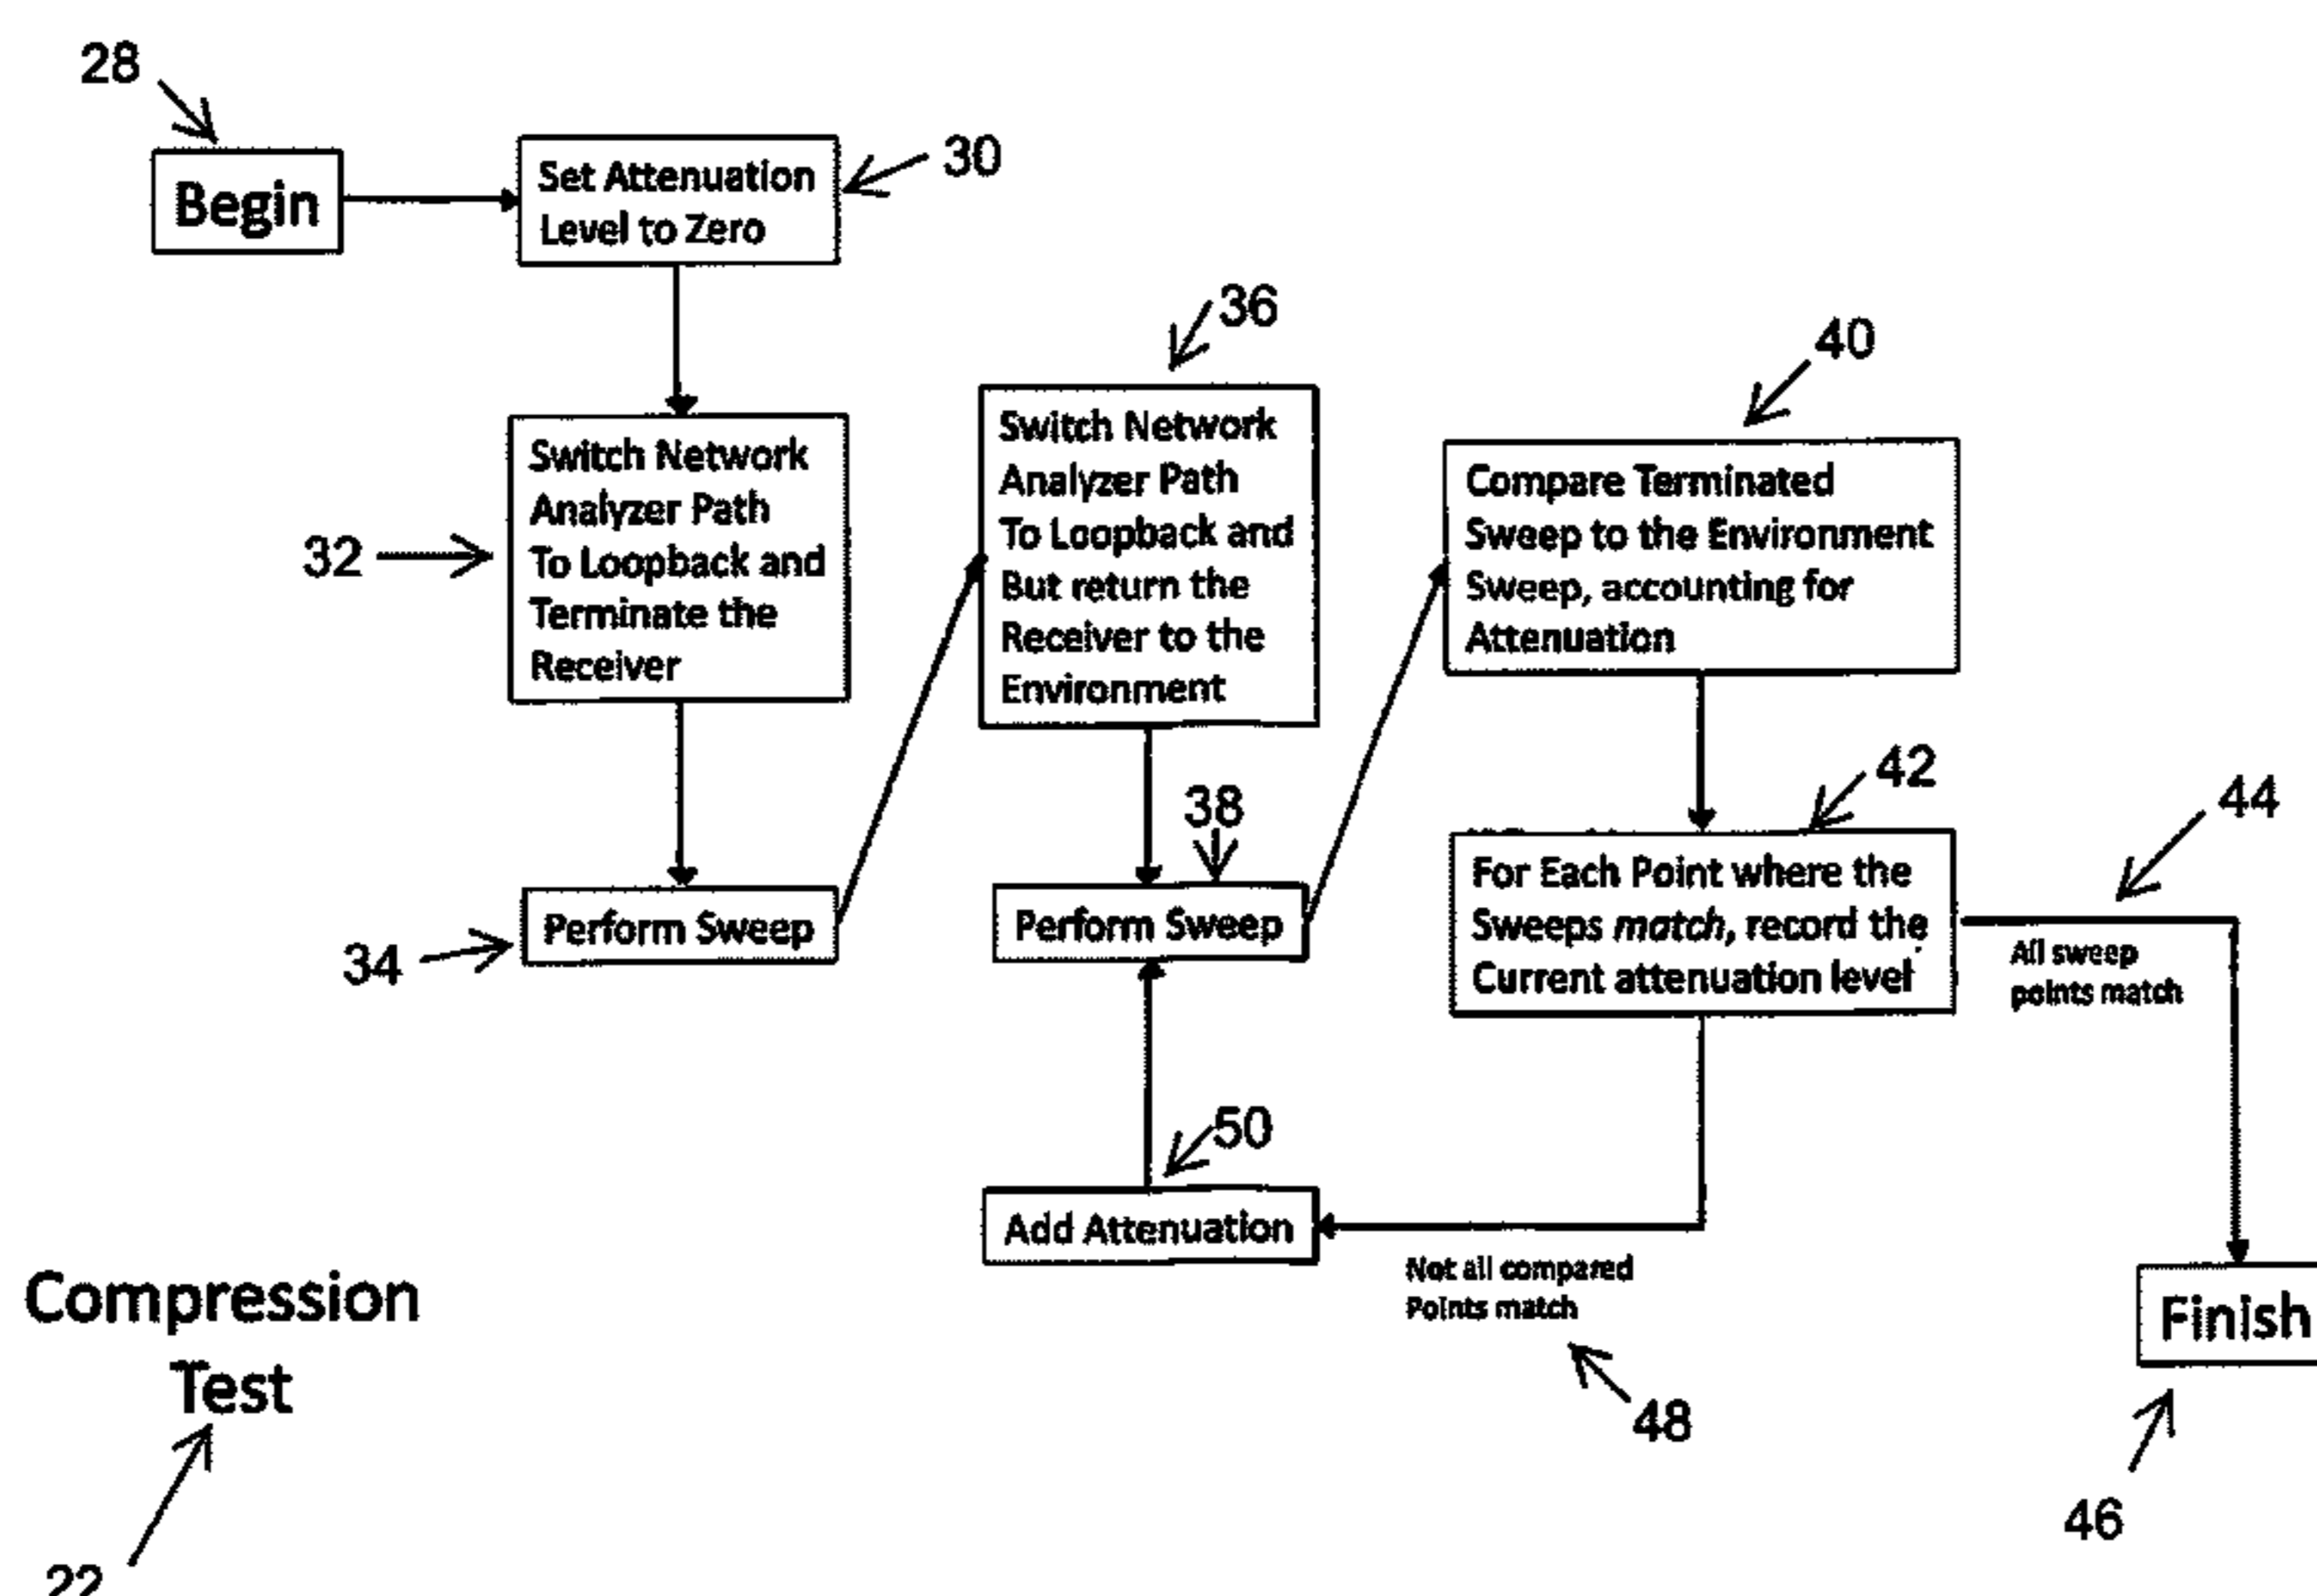 28
Begin
Set Attenuation
Level to Zero
30
32
Switch Network
Analyzer Path
To Loopback and
Terminate the
Receiver
34
Perform Sweep
36
Switch Network
Analyzer Path
To Loopback and
But return the
Receiver to the
Environment
38
Perform Sweep
40
Compare Terminated
Sweep to the Environment
Sweep, accounting for
Attenuation
42
For Each Point where the
Sweeps match, record the
Current attenuation level
44
All sweep
points match
50
Add Attenuation
Not all compared
Points match
48
Finish
46
Compression
Test
22